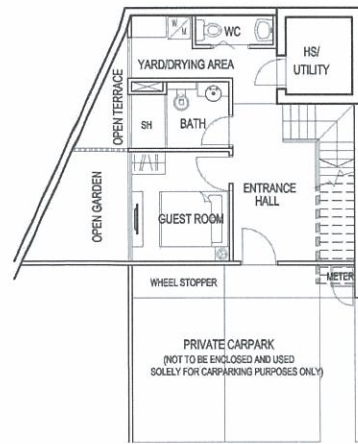 WC
W
M
HS/
UTILITY
YARD/DRYING AREA
OPEN TERRACE
SH
BATH
OPEN GARDEN
GUEST ROOM
ENTRANCE
HALL
WHEEL STOPPER
METER
PRIVATE CARPARK
(NOT TO BE ENCLOSED AND USED
SOLELY FOR CARPARKING PURPOSES ONLY)